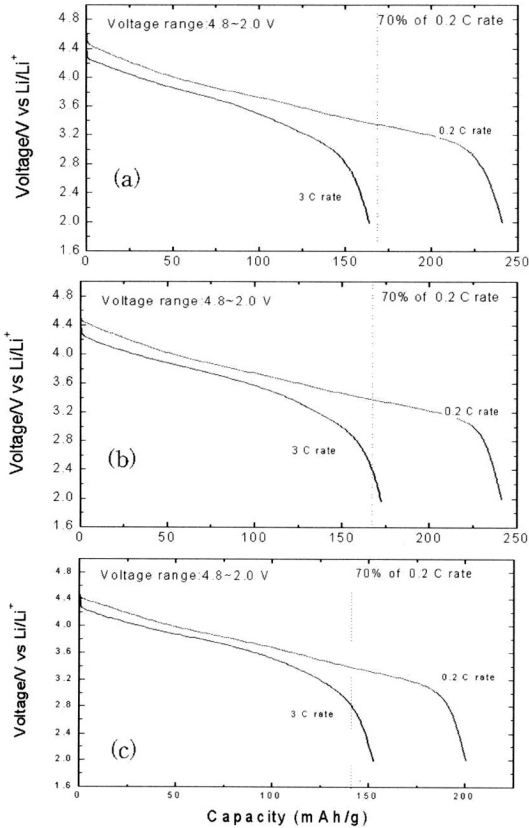 Voltage range:4.8~2.0 V
70% of 0.2 C rate
4.8
4.4
4.0
3.6
3.2
2.8
2.4
2.0
1.6
Voltage/V vs Li/Li+
0.2 C rate
3 C rate
(a)
0
50
100
150
200
250
Voltage range:4.8~2.0 V
70% of 0.2 C rate
4.8
4.4
4.0
3.6
3.2
2.8
2.4
2.0
1.6
Voltage/V vs Li/Li+
0.2 C rate
3 C rate
(b)
0
50
100
150
200
250
Voltage range:4.8~2.0 V
70% of 0.2 C rate
4.8
4.4
4.0
3.6
3.2
2.8
2.4
2.0
1.6
Voltage/V vs Li/Li+
0.2 C rate
3 C rate
(c)
0
50
100
150
200
Capacity (mAh/g)